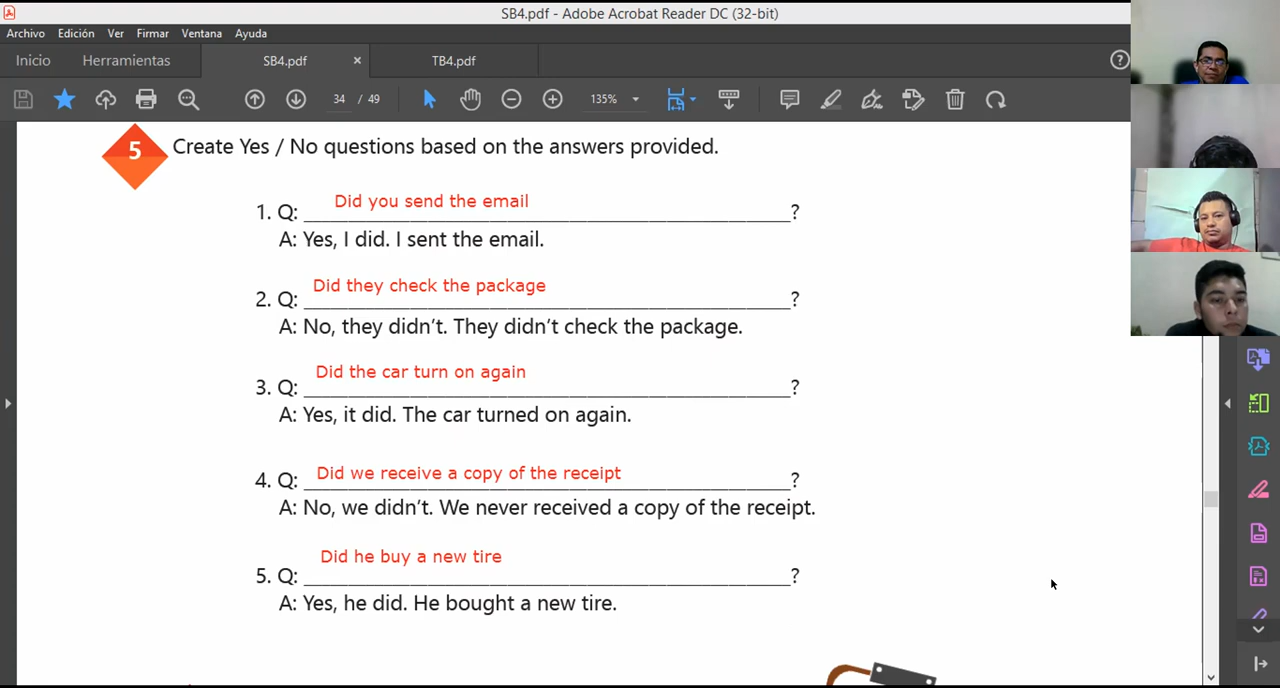 SB4.pdf - Adobe Acrobat Reader DC (32-bit)
Archivo Edición Ver Firmar Ventana Ayuda
Inicio Herramientas SB4.pdf × TB4.pdf
34 / 49 135%
5 Create Yes / No questions based on the answers provided.
Did you send the email
1. Q: ?
A: Yes, I did. I sent the email.
Did they check the package
2. Q: ?
A: No, they didn't. They didn't check the package.
Did the car turn on again
3. Q: ?
A: Yes, it did. The car turned on again.
Did we receive a copy of the receipt
4. Q: ?
A: No, we didn't. We never received a copy of the receipt.
Did he buy a new tire
5. Q: ?
A: Yes, he did. He bought a new tire.